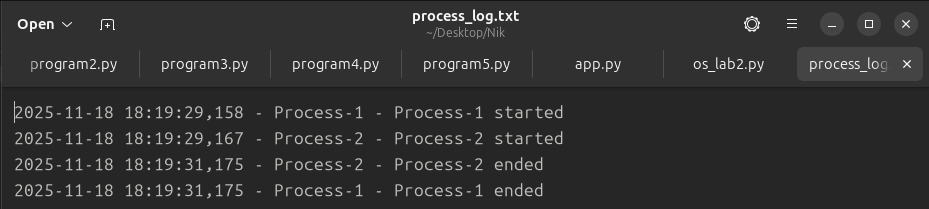 Open process_log.txt
~/Desktop/Nik
program2.py program3.py program4.py program5.py app.py os_lab2.py process_log
2025-11-18 18:19:29,158 - Process-1 - Process-1 started
2025-11-18 18:19:29,167 - Process-2 - Process-2 started
2025-11-18 18:19:31,175 - Process-2 - Process-2 ended
2025-11-18 18:19:31,175 - Process-1 - Process-1 ended